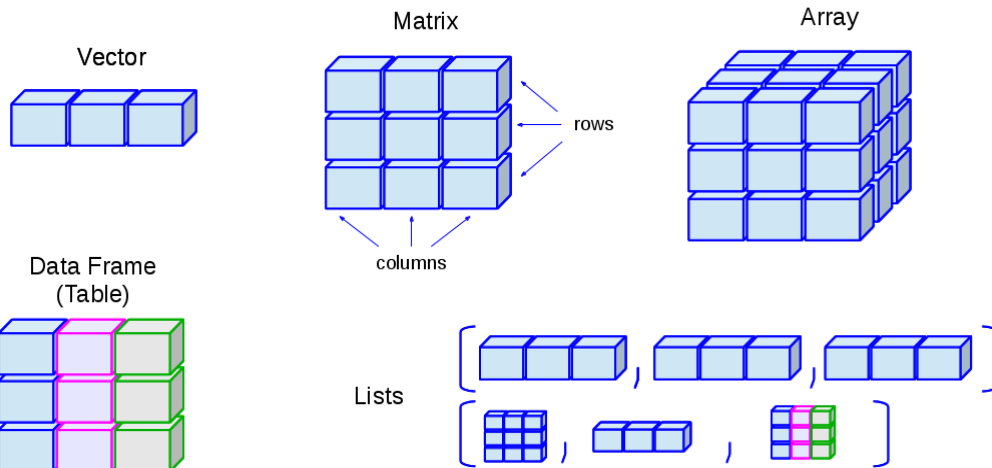 Vector
Matrix
Array
rows
columns
Data Frame
(Table)
Lists